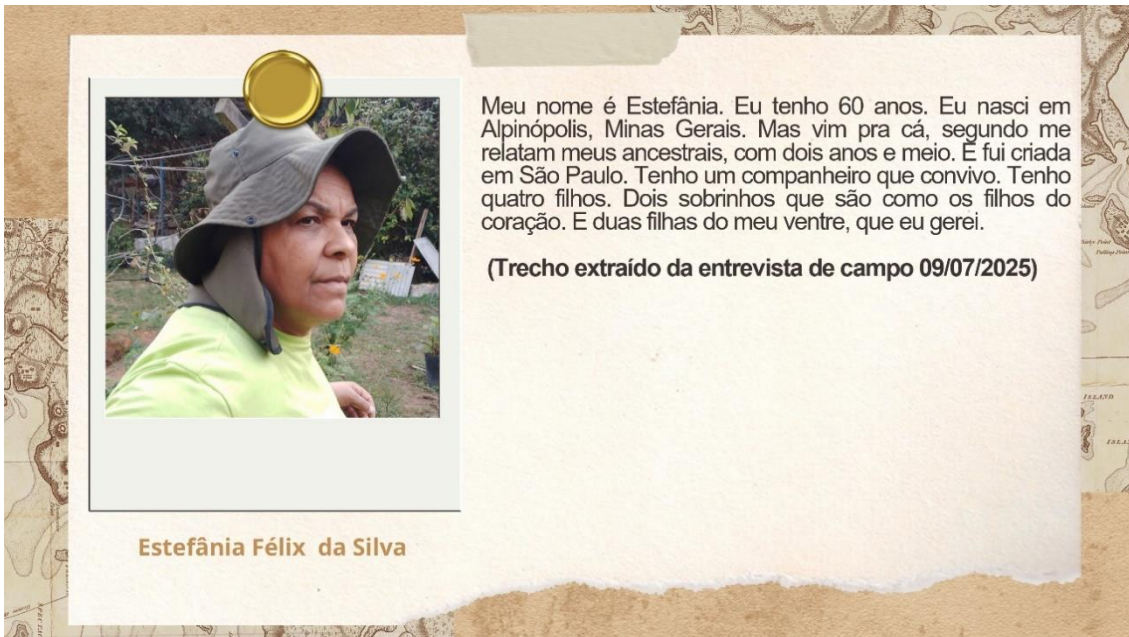 Meu nome é Estefânia. Eu tenho 60 anos. Eu nasci em
Alpinópolis, Minas Gerais. Mas vim pra cá, segundo me
relatam meus ancestrais, com dois anos e meio. E fui criada
em São Paulo. Tenho um companheiro que convivo. Tenho
quatro filhos. Dois sobrinhos que são como os filhos do
coração. E duas filhas do meu ventre, que eu gerei.
(Trecho extraído da entrevista de campo 09/07/2025)
Estefânia Félix da Silva
ISLAND